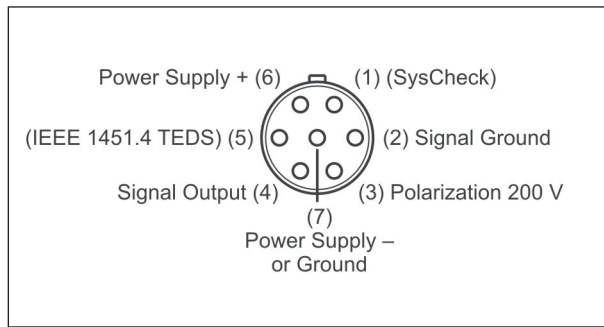 Power Supply + (6)
(1) (SysCheck)
(IEEE 1451.4 TEDS) (5)
(2) Signal Ground
Signal Output (4)
(3) Polarization 200 V
(7)
Power Supply –
or Ground